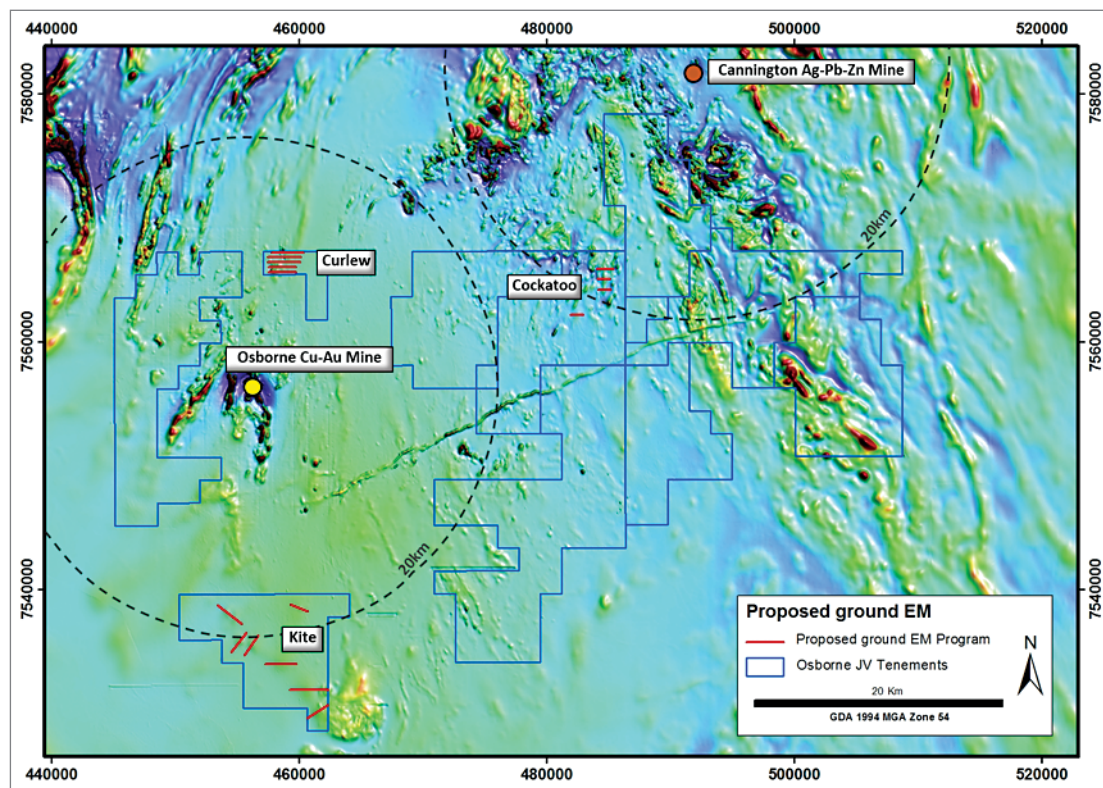 440000
460000
480000
500000
520000
7580000
7580000
Cannington Ag-Pb-Zn Mine
20km
Curlew
Cockatoo
7560000
7560000
Osborne Cu-Au Mine
20km
7540000
7540000
Kite
Proposed ground EM
Proposed ground EM Program
Osborne JV Tenements
N
20 Km
GDA 1994 MGA Zone 54
440000
460000
480000
500000
520000